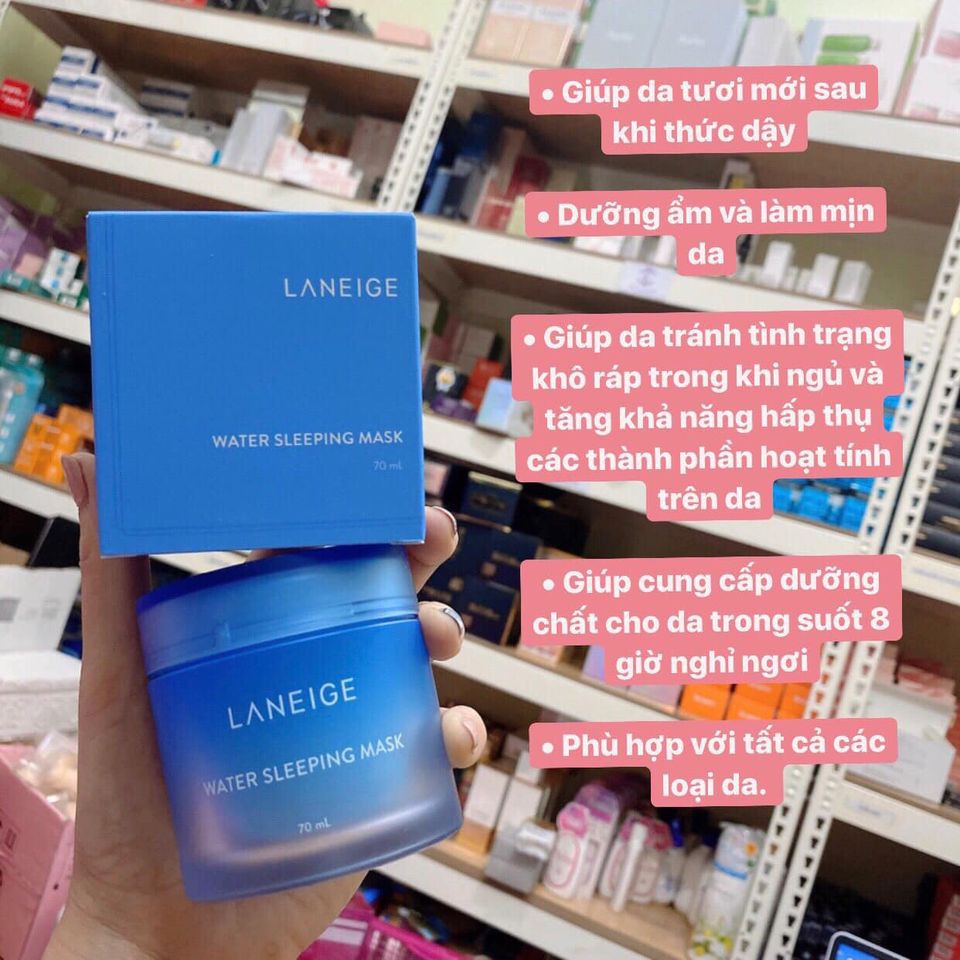 • Giúp da tươi mới sau
khi thức dậy
• Dưỡng ẩm và làm mịn
da
• Giúp da tránh tình trạng
khô ráp trong khi ngủ và
tăng khả năng hấp thụ
các thành phần hoạt tính
trên da
• Giúp cung cấp dưỡng
chất cho da trong suốt 8
giờ nghỉ ngơi
• Phù hợp với tất cả các
loại da.
LANEIGE
WATER SLEEPING MASK
70 mL
LANEIGE
WATER SLEEPING MASK
70 mL